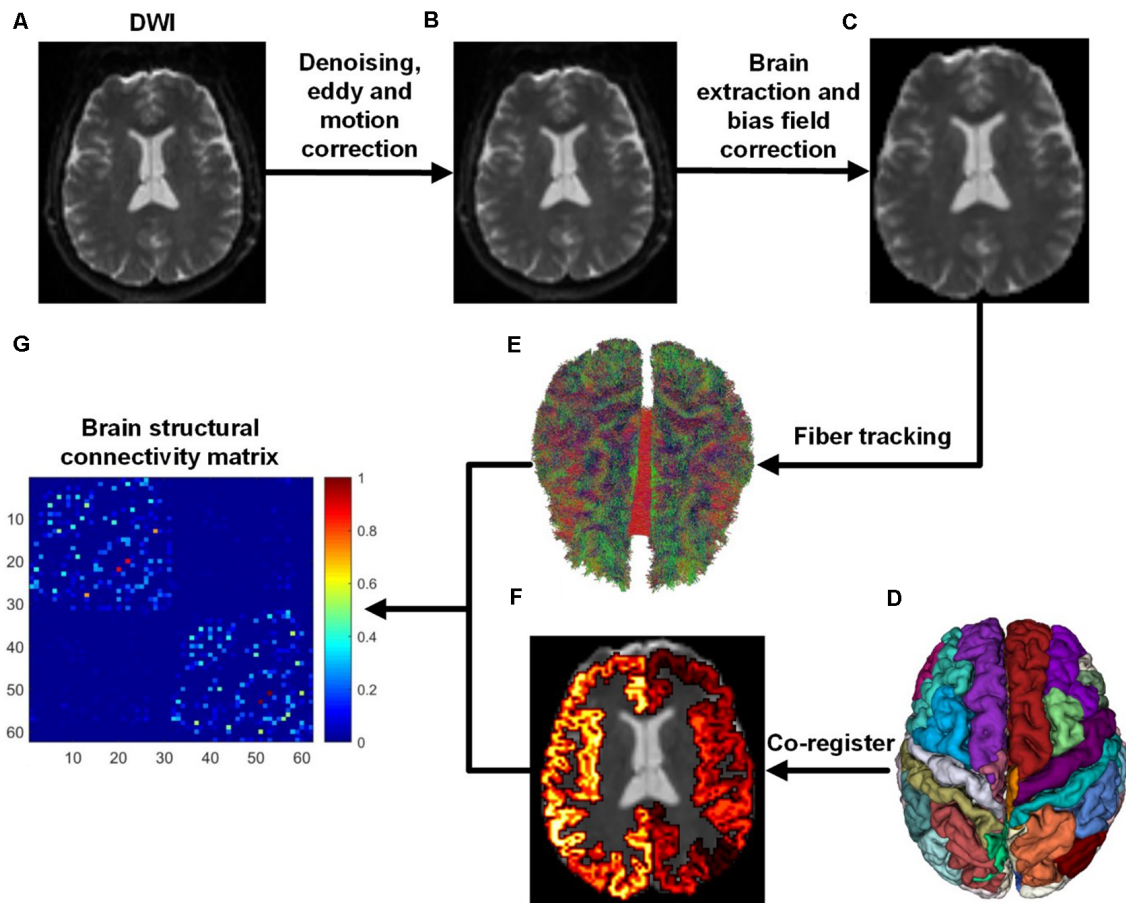 A
DWI
B
C
Denoising,
eddy and
motion
correction
Brain
extraction and
bias field
correction
G
E
Brain structural
connectivity matrix
Fiber tracking
1
0.8
0.6
0.4
0.2
0
10
20
30
40
50
60
10 20 30 40 50 60
F
D
Co-register